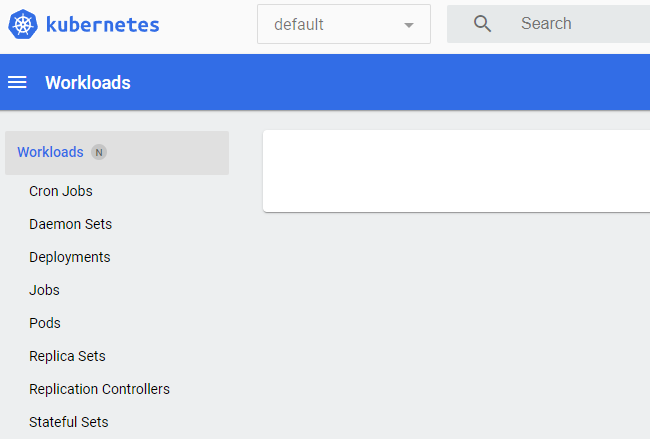 kubernetes
default
Search
Workloads
Workloads N
Cron Jobs
Daemon Sets
Deployments
Jobs
Pods
Replica Sets
Replication Controllers
Stateful Sets